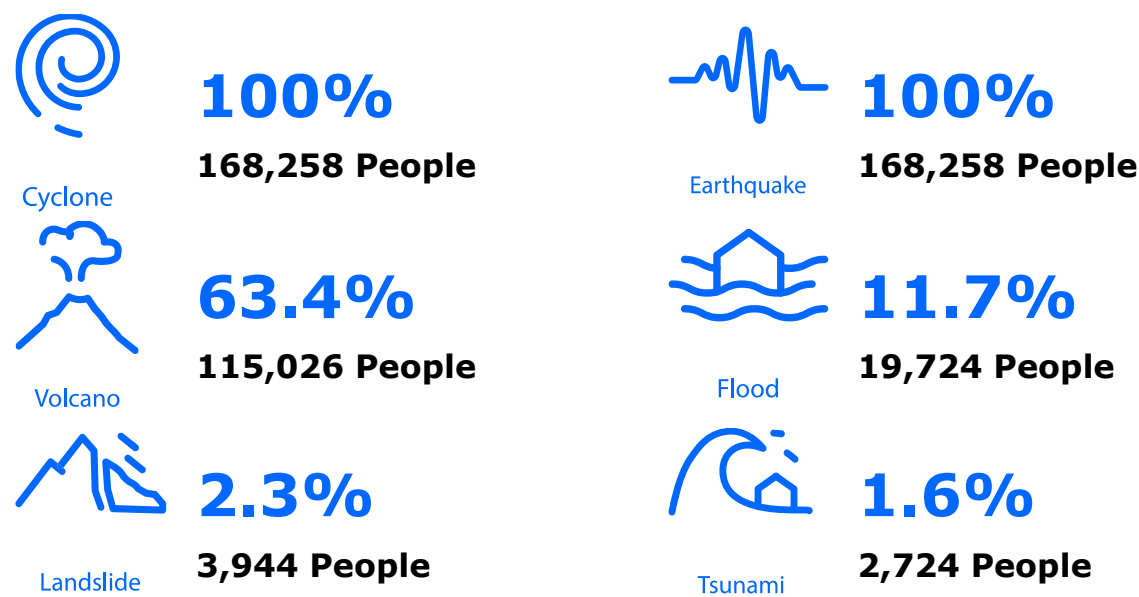 100%
168,258 People
Cyclone
100%
168,258 People
Earthquake
63.4%
115,026 People
Volcano
11.7%
19,724 People
Flood
2.3%
3,944 People
Landslide
1.6%
2,724 People
Tsunami